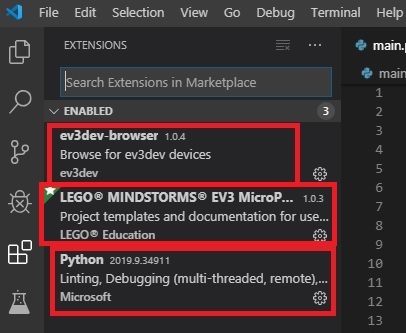 File Edit Selection View Go Debug Terminal Help
EXTENSIONS
main.p
Search Extensions in Marketplace
main
ENABLED 3
ev3dev-browser 1.0.4
Browse for ev3dev devices
ev3dev
LEGO® MINDSTORMS® EV3 MicroP... 1.0.3
Project templates and documentation for use...
LEGO® Education
Python 2019.9.34911
Linting, Debugging (multi-threaded, remote),...
Microsoft
1
2
3
4
5
6
7
8
9
10
11
12
13